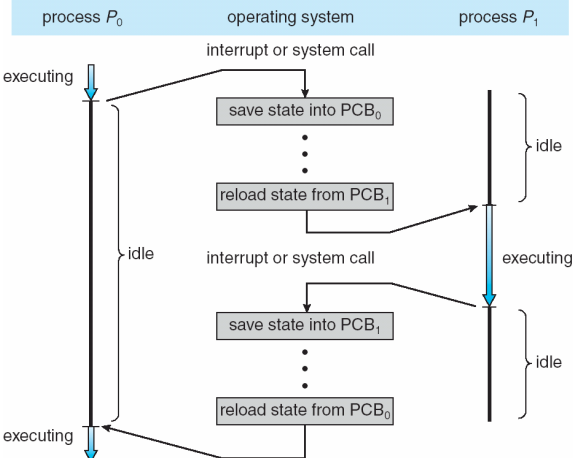 process P₀ operating system process P₁
interrupt or system call
executing
save state into PCB₀
idle
reload state from PCB₁
idle
interrupt or system call
executing
save state into PCB₁
idle
reload state from PCB₀
executing